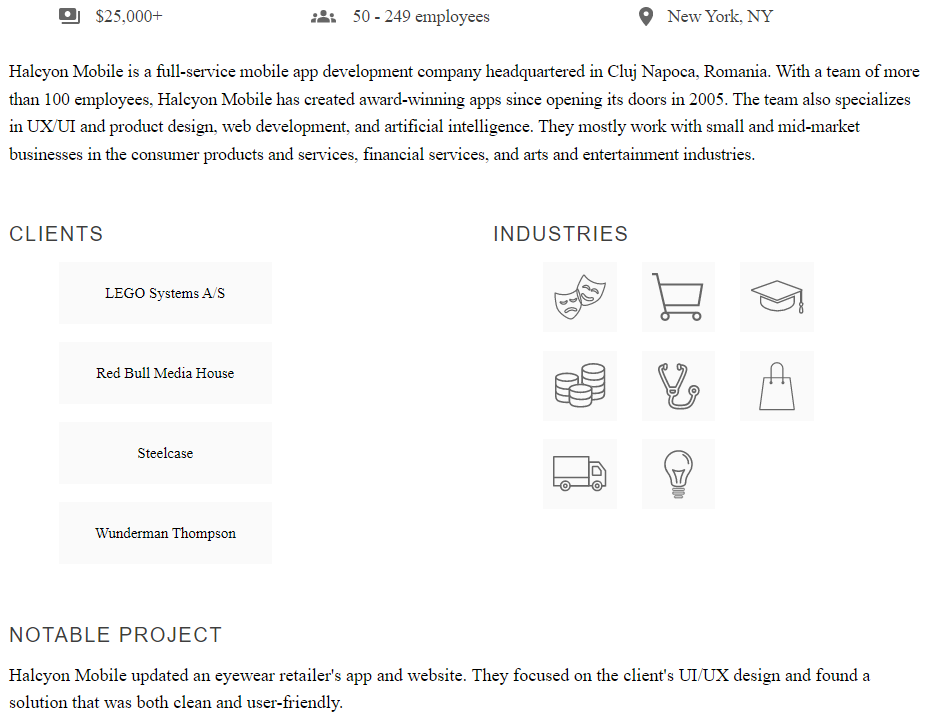 $25,000+
50 - 249 employees
New York, NY
Halcyon Mobile is a full-service mobile app development company headquartered in Cluj Napoca, Romania. With a team of more
than 100 employees, Halcyon Mobile has created award-winning apps since opening its doors in 2005. The team also specializes
in UX/UI and product design, web development, and artificial intelligence. They mostly work with small and mid-market
businesses in the consumer products and services, financial services, and arts and entertainment industries.
CLIENTS
LEGO Systems A/S
Red Bull Media House
Steelcase
Wunderman Thompson
INDUSTRIES
NOTABLE PROJECT
Halcyon Mobile updated an eyewear retailer's app and website. They focused on the client's UI/UX design and found a
solution that was both clean and user-friendly.